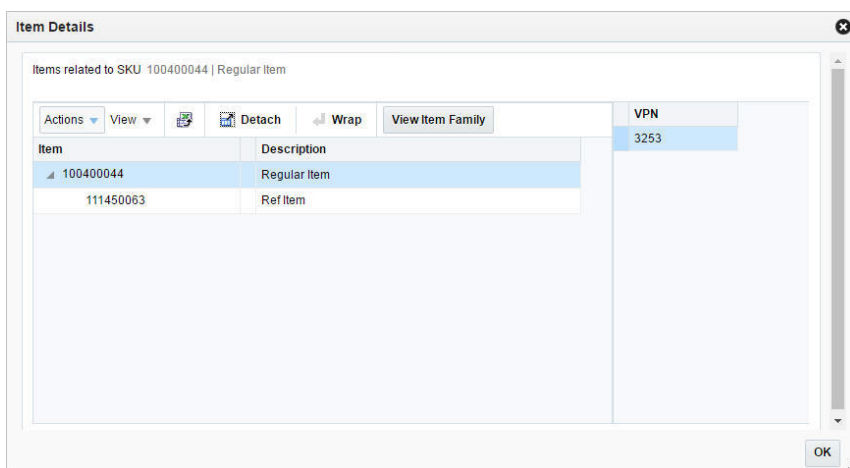 Item Details
Items related to SKU 100400044 | Regular Item
Actions View Detach Wrap View Item Family
Item Description
100400044 Regular Item
111450063 Ref Item
VPN
3253
OK